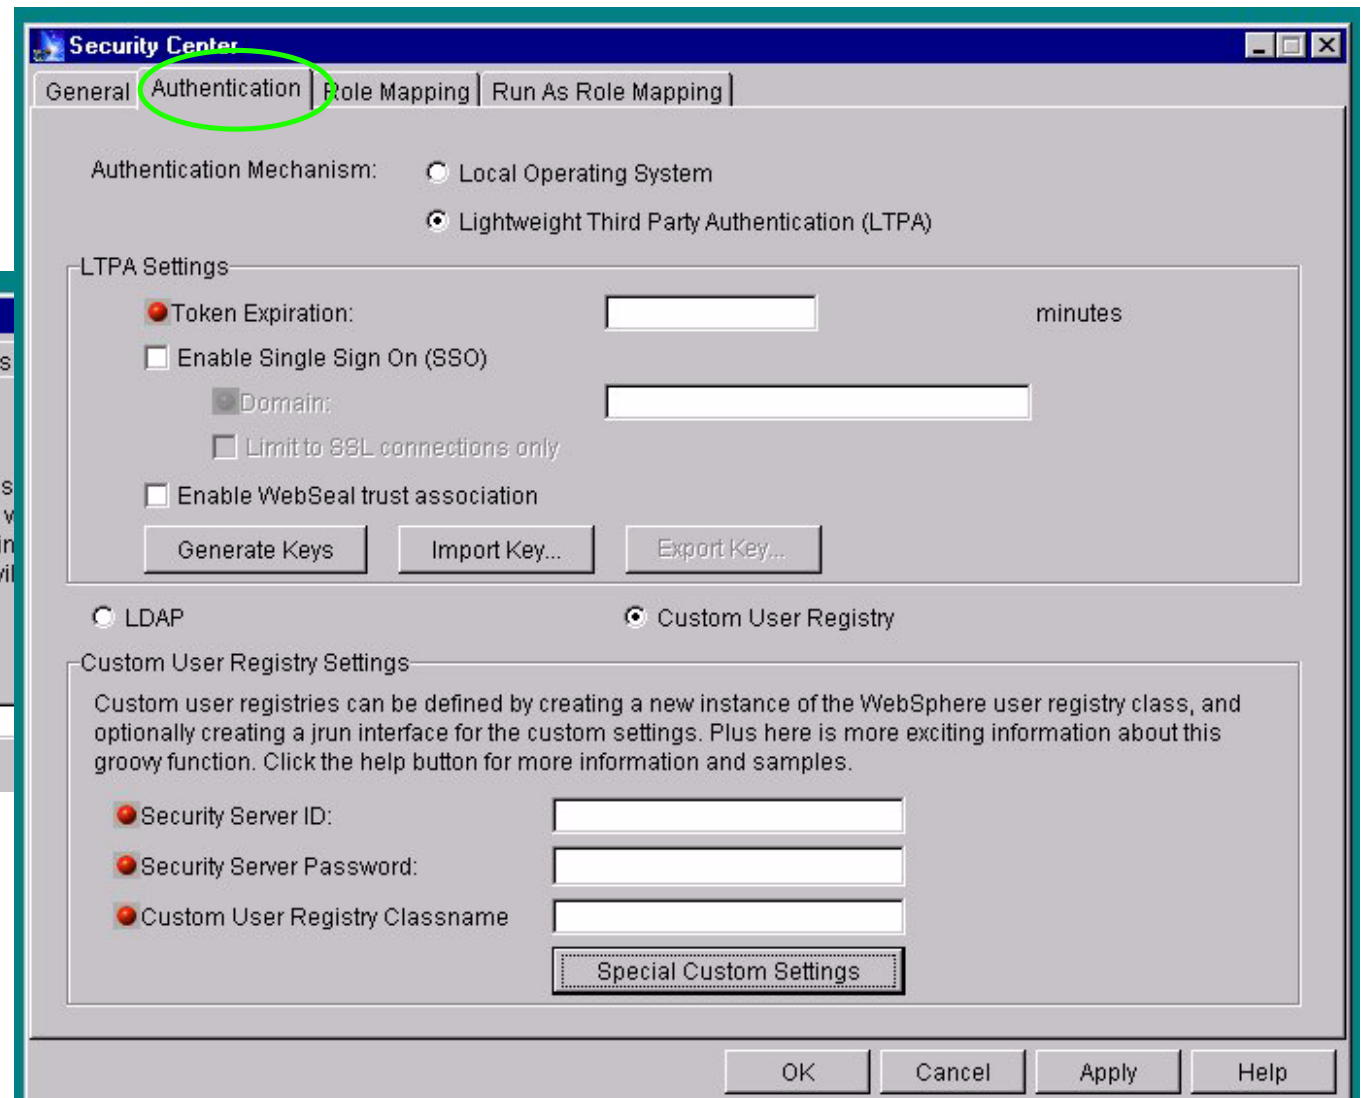 Security Center
General Authentication Role Mapping Run As Role Mapping
Authentication Mechanism: Local Operating System
Lightweight Third Party Authentication (LTPA)
LTPA Settings
Token Expiration: minutes
Enable Single Sign On (SSO)
Domain:
Limit to SSL connections only
Enable WebSeal trust association
Generate Keys Import Key... Export Key...
LDAP Custom User Registry
Custom User Registry Settings
Custom user registries can be defined by creating a new instance of the WebSphere user registry class, and
optionally creating a jrun interface for the custom settings. Plus here is more exciting information about this
groovy function. Click the help button for more information and samples.
Security Server ID:
Security Server Password:
Custom User Registry Classname
Special Custom Settings
OK Cancel Apply Help